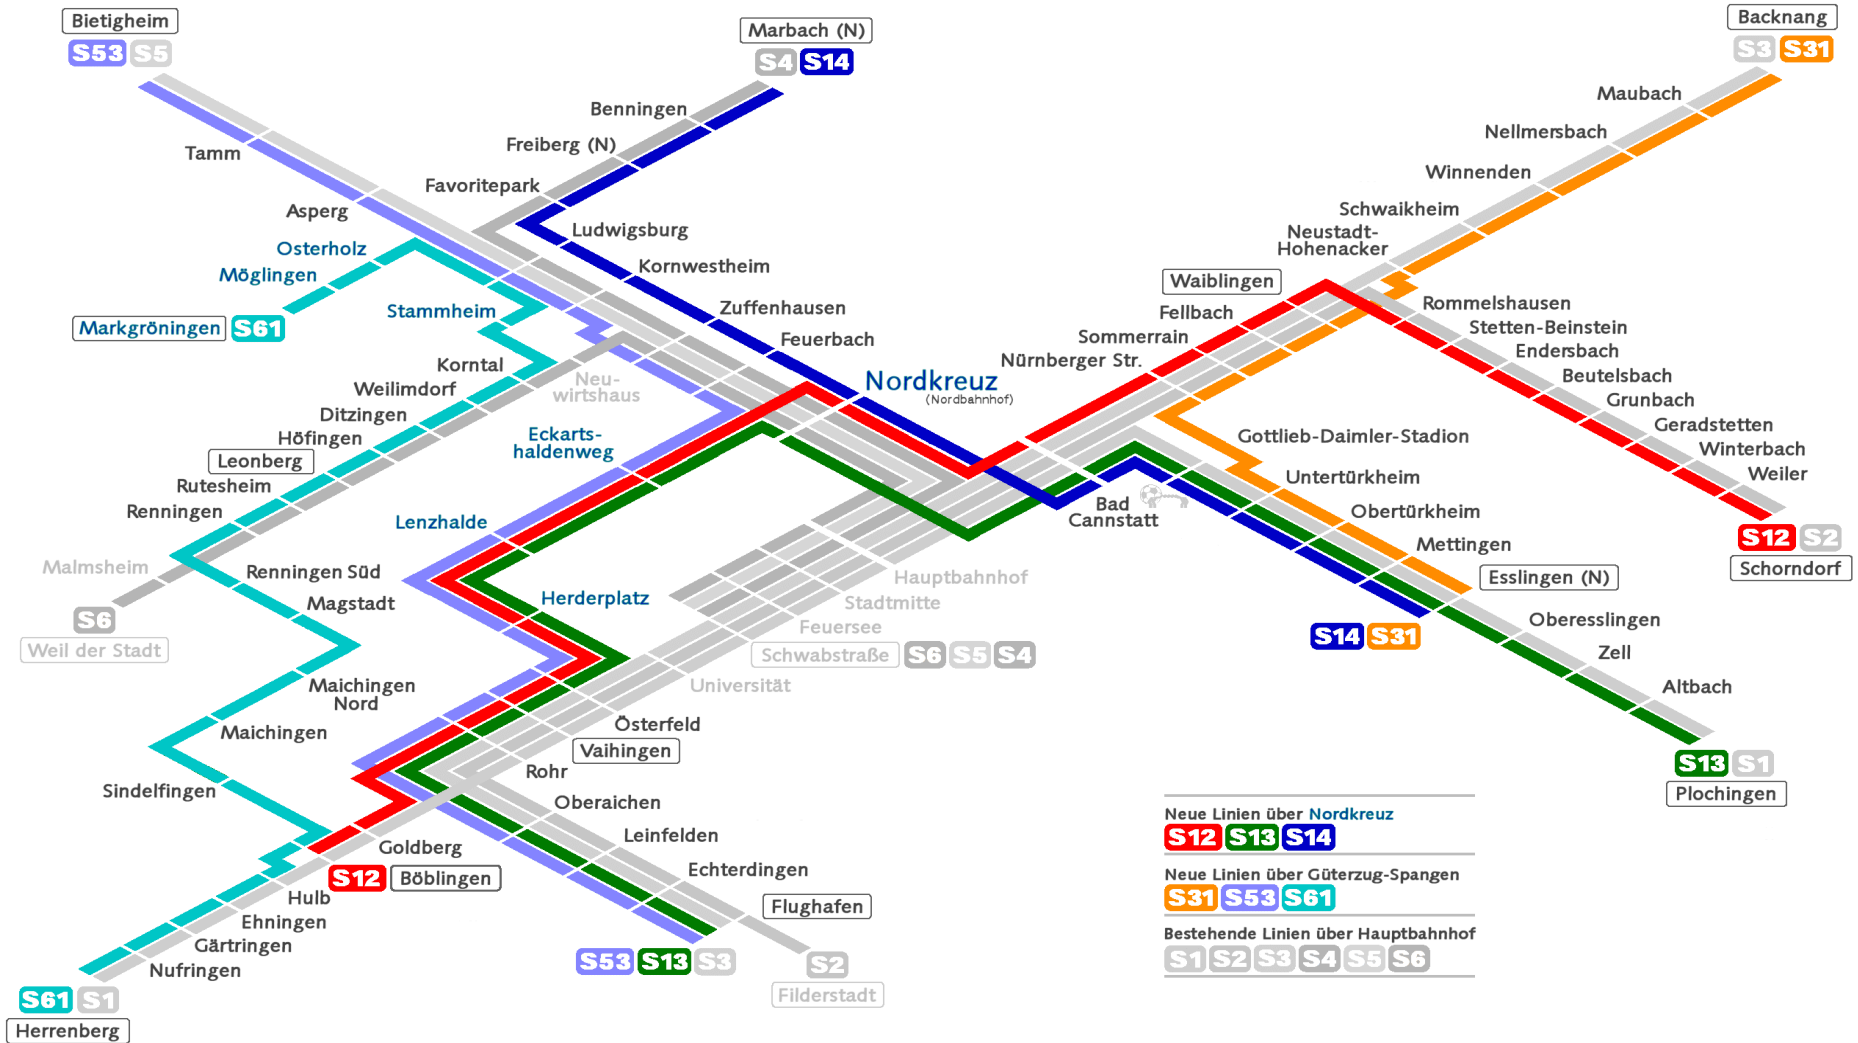 Bietigheim
S53 S5
Tamm
Asperg
Osterholz
Möglingen
Markgröningen S61
Marbach (N)
S4 S14
Benningen
Freiberg (N)
Favoritepark
Ludwigsburg
Kornwestheim
Zuffenhausen
Feuerbach
Nordkreuz
(Nordbahnhof)
Stammheim
Korntal
Weilimdorf
Ditzingen
Höfingen
Leonberg
Rutesheim
Renningen
Malmsheim
S6
Weil der Stadt
Neu-
wirtshaus
Eckarts-
haldenweg
Lenzhalde
Herderplatz
Renningen Süd
Magstadt
Maichingen
Nord
Maichingen
Sindelfingen
Backnang
S3 S31
Maubach
Nellmersbach
Winnenden
Schwaikheim
Neustadt-
Hohenacker
Waiblingen
Fellbach
Sommerrain
Nürnberger Str.
Rommelshausen
Stetten-Beinstein
Endersbach
Beutelsbach
Grunbach
Geradstetten
Winterbach
Weiler
S12 S2
Schorndorf
Gottlieb-Daimler-Stadion
Untertürkheim
Obertürkheim
Mettingen
Esslingen (N)
S14 S31
Oberesslingen
Zell
Altbach
S13 S1
Plochingen
Bad
Cannstatt
Hauptbahnhof
Stadtmitte
Feuersee
Schwabstraße S6 S5 S4
Universität
Österfeld
Vaihingen
Rohr
Oberaichen
Leinfelden
Echterdingen
Flughafen
S53 S13 S3
S2
Filderstadt
Goldberg
S12 Böblingen
Hulb
Ehningen
Gärtringen
Nufringen
S61 S1
Herrenberg
Neue Linien über Nordkreuz
S12 S13 S14
Neue Linien über Güterzug-Spangen
S31 S53 S61
Bestehende Linien über Hauptbahnhof
S1 S2 S3 S4 S5 S6